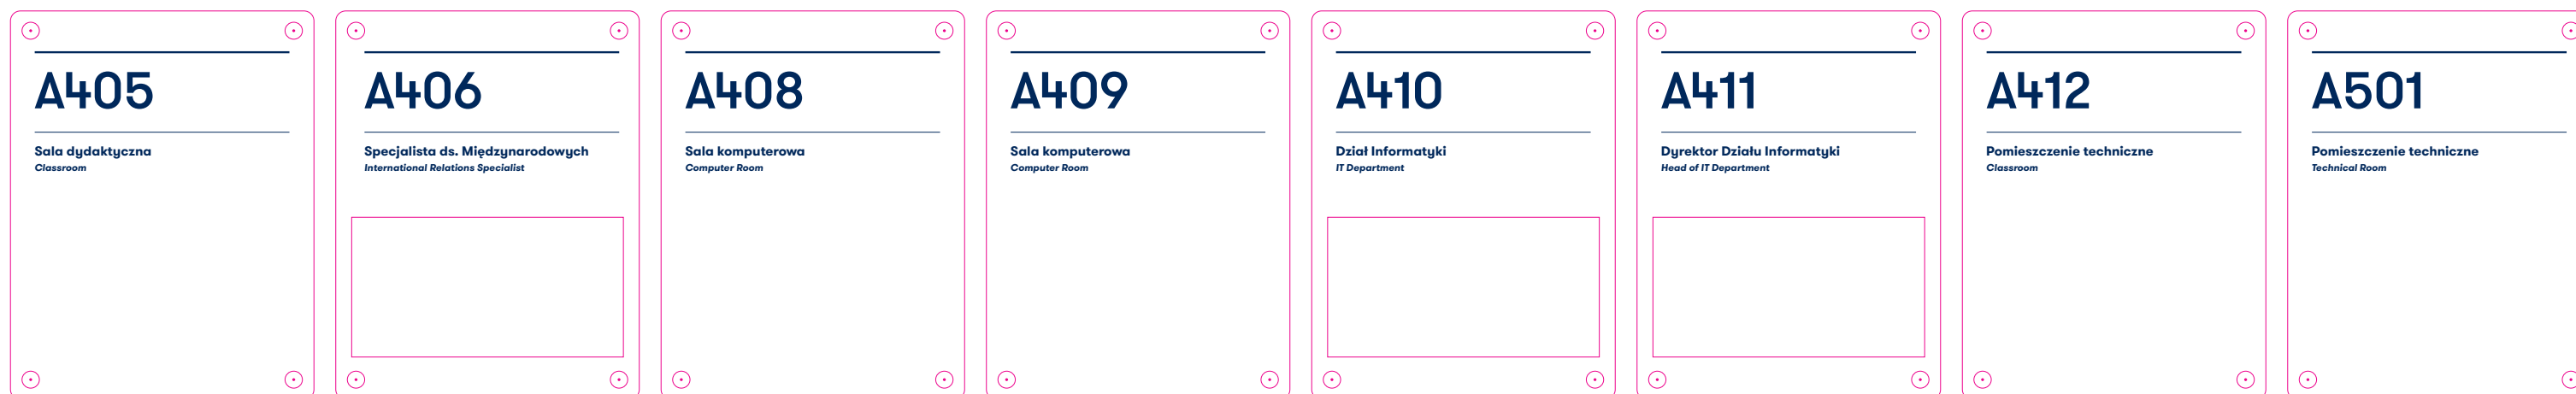 A405
Sala dydaktyczna
Classroom
A406
Specjalista ds. Międzynarodowych
International Relations Specialist
A408
Sala komputerowa
Computer Room
A409
Sala komputerowa
Computer Room
A410
Dział Informatyki
IT Department
A411
Dyrektor Działu Informatyki
Head of IT Department
A412
Pomieszczenie techniczne
Classroom
A501
Pomieszczenie techniczne
Technical Room